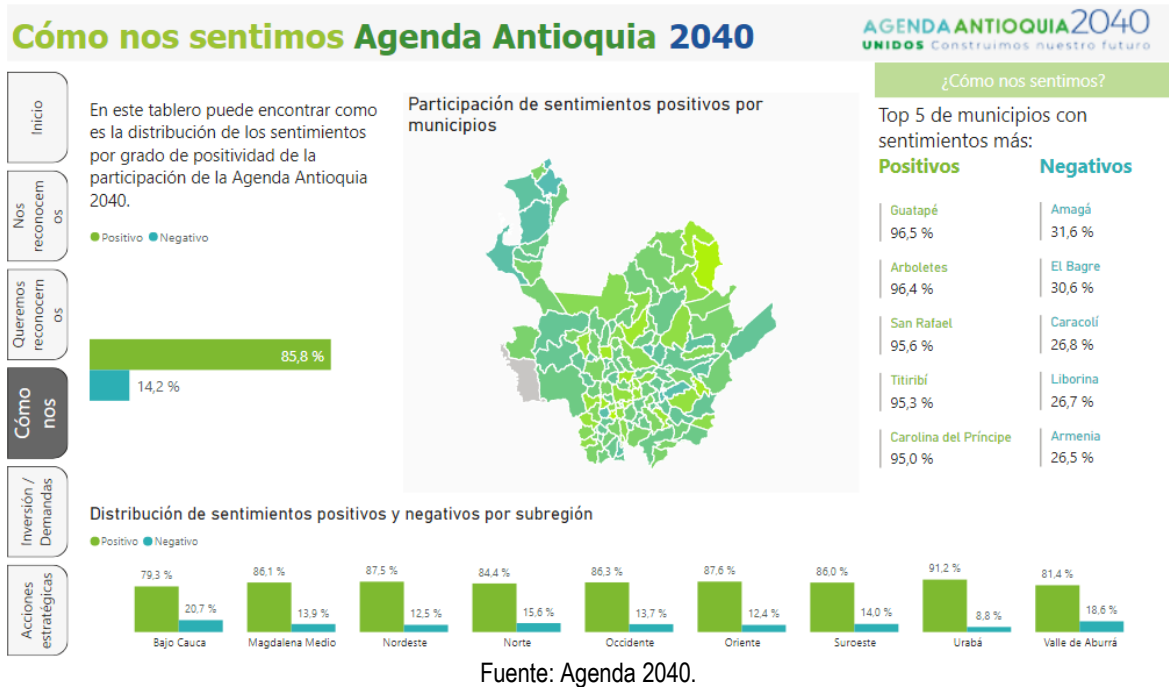 Cómo nos sentimos Agenda Antioquia 2040
AGENDA ANTIOQUIA 2040
UNIDOS Construimos nuestro futuro
Inicio
Nos
reconocem
os
Queremos
reconocern
os
Cómo
nos
Inversión /
Demandas
Acciones
estratégicas
En este tablero puede encontrar como
es la distribución de los sentimientos
por grado de positividad de la
participación de la Agenda Antioquia
2040.
Positivo Negativo
85,8 %
14,2 %
Participación de sentimientos positivos por
municipios
¿Cómo nos sentimos?
Top 5 de municipios con
sentimientos más:
Positivos
Guatapé
96,5 %
Arboletes
96,4 %
San Rafael
95,6 %
Titiribí
95,3 %
Carolina del Príncipe
95,0 %
Negativos
Amagá
31,6 %
El Bagre
30,6 %
Caracolí
26,8 %
Liborina
26,7 %
Armenia
26,5 %
Distribución de sentimientos positivos y negativos por subregión
Positivo Negativo
79,3 %
20,7 %
Bajo Cauca
86,1 %
13,9 %
Magdalena Medio
87,5 %
12,5 %
Nordeste
84,4 %
15,6 %
Norte
86,3 %
13,7 %
Occidente
87,6 %
12,4 %
Oriente
86,0 %
14,0 %
Suroeste
91,2 %
8,8 %
Urabá
81,4 %
18,6 %
Valle de Aburrá
Fuente: Agenda 2040.